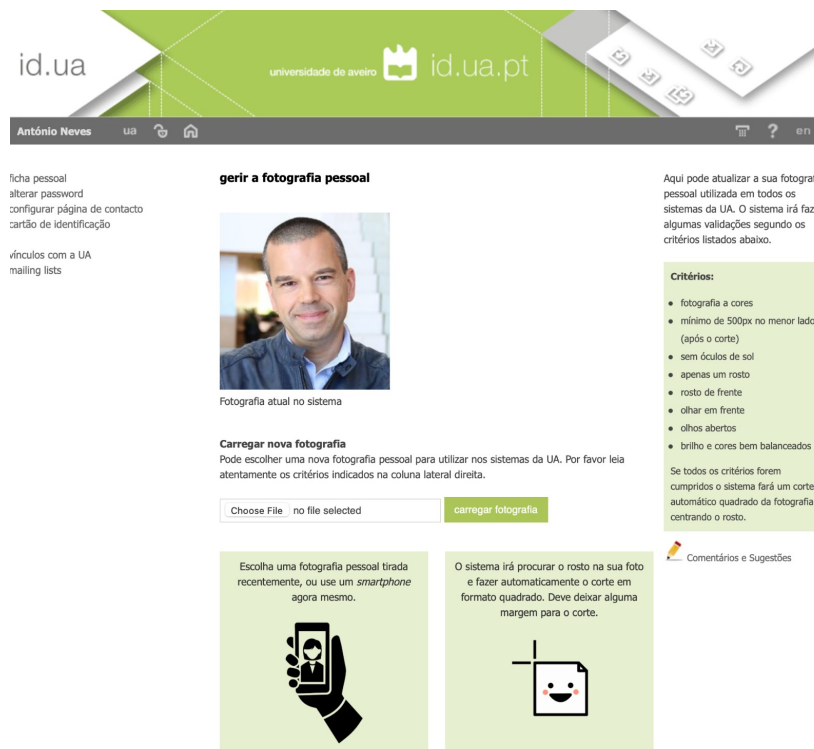 id.ua
universidade de aveiro id.ua.pt
António Neves ua en
ficha pessoal
alterar password
configurar página de contacto
cartão de identificação
vínculos com a UA
mailing lists
gerir a fotografia pessoal
Fotografia atual no sistema
Carregar nova fotografia
Pode escolher uma nova fotografia pessoal para utilizar nos sistemas da UA. Por favor leia
atentamente os critérios indicados na coluna lateral direita.
Choose File no file selected carregar fotografia
Escolha uma fotografia pessoal tirada
recentemente, ou use um smartphone
agora mesmo.
O sistema irá procurar o rosto na sua foto
e fazer automaticamente o corte em
formato quadrado. Deve deixar alguma
margem para o corte.
Aqui pode atualizar a sua fotograf
pessoal utilizada em todos os
sistemas da UA. O sistema irá faz
algumas validações segundo os
critérios listados abaixo.
Critérios:
fotografia a cores
mínimo de 500px no menor lado
(após o corte)
sem óculos de sol
apenas um rosto
rosto de frente
olhar em frente
olhos abertos
brilho e cores bem balanceados
Se todos os critérios forem
cumpridos o sistema fará um corte
automático quadrado da fotografia
centrando o rosto.
Comentários e Sugestões